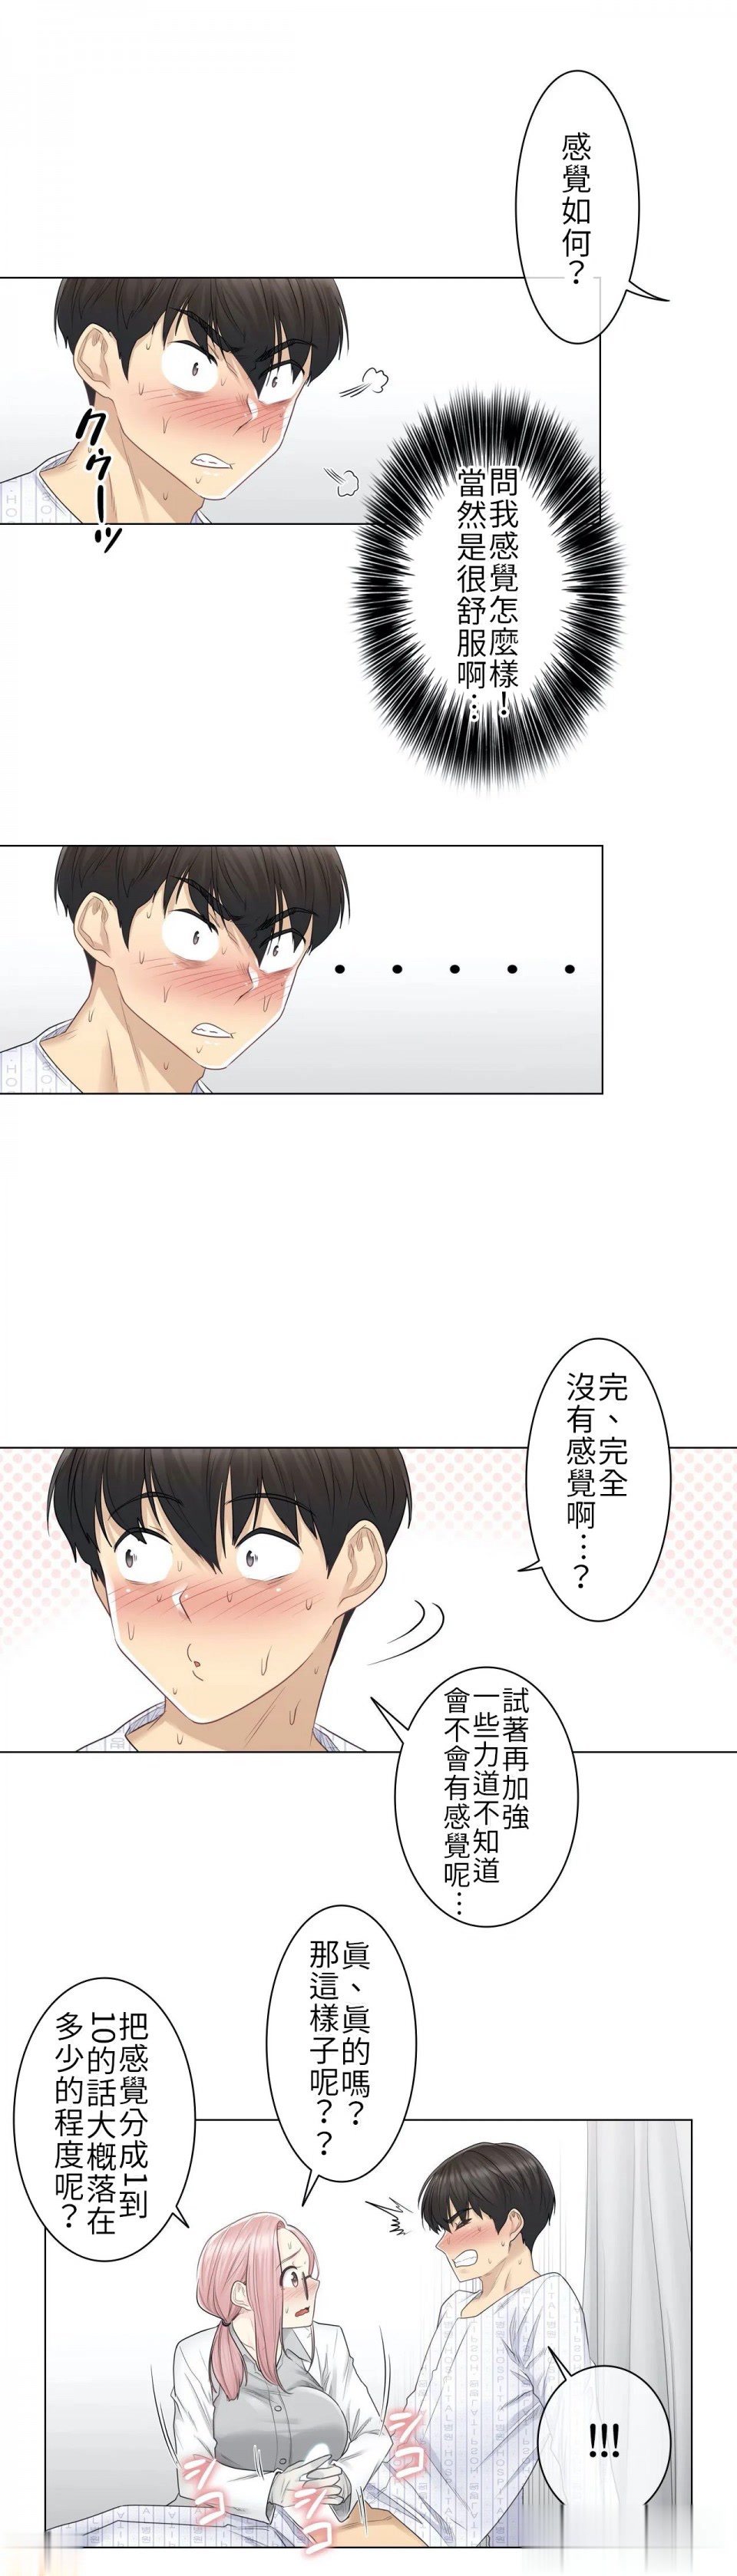 感覺如何？
クゥーッ
問我感覺怎麼樣！
當然是很舒服啊…
·····
完、完全
沒有感覺啊…？
試著再加強
一些力道不知道
會不會有感覺呢…
眞、眞的嗎？
那這樣子呢？？
把感覺分成1到
10的話大概落在
多少的程度呢？
!!!
シコ
シコ
シコ